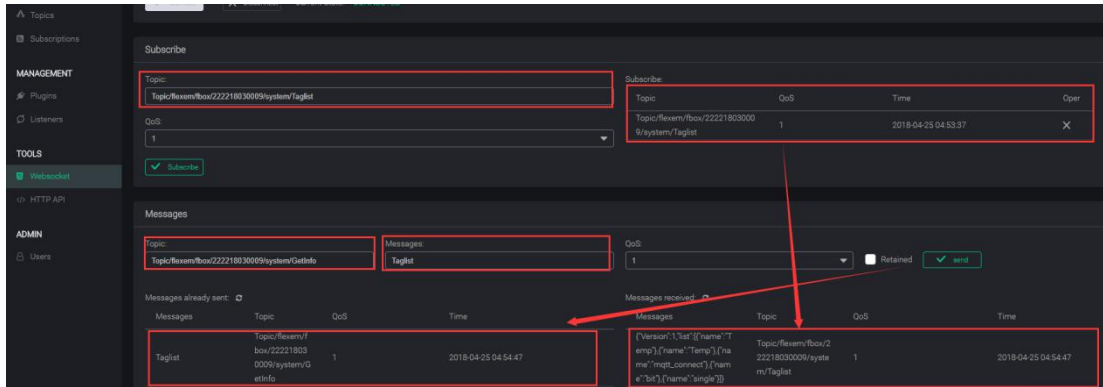 Topics
Subscriptions
MANAGEMENT
Plugins
Listeners
TOOLS
Websocket
HTTP API
ADMIN
Users
Subscribe
Topic:
Topic/flexem/fbox/222218030009/system/Taglist
QoS:
1
Subscribe
Subscribe:
Topic QoS Time Oper
Topic/flexem/fbox/22221803000
9/system/Taglist
1 2018-04-25 04:53:37
Messages
Topic:
Topic/flexem/fbox/222218030009/system/GetInfo
Messages:
Taglist
QoS:
1
Retained
send
Messages already sent:
Messages Topic QoS Time
Taglist
Topic/flexem/f
box/22221803
0009/system/G
etInfo
1 2018-04-25 04:54:47
Messages received:
Messages Topic QoS Time
{"Version":1,"list":[{"name":"T
emp"},{"name":"Temp"},{"na
me":"mqtt_connect"},{"nam
e":"bit"},{"name":"single"}]}
Topic/flexem/fbox/2
22218030009/syste
m/Taglist
1 2018-04-25 04:54:47